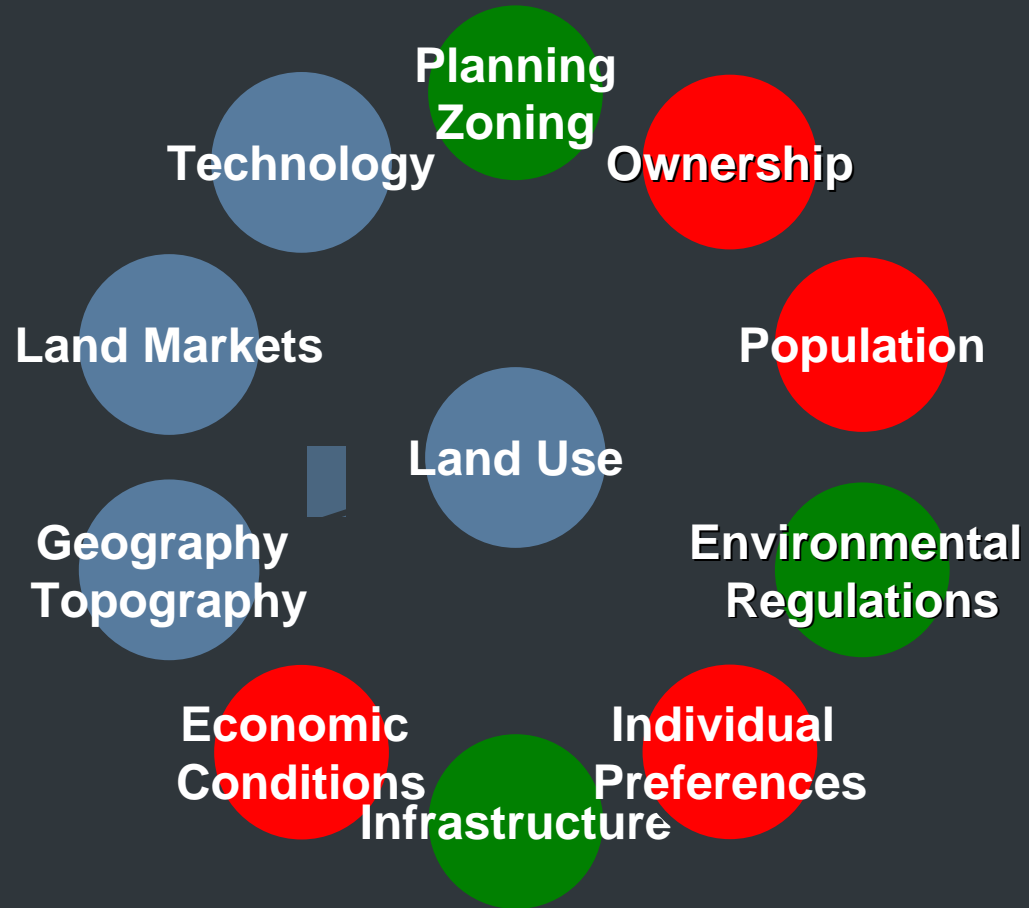 Planning
Zoning
Technology
Ownership
Land Markets
Population
Land Use
Geography
Topography
Environmental
Regulations
Economic
Conditions
Individual
Preferences
Infrastructure